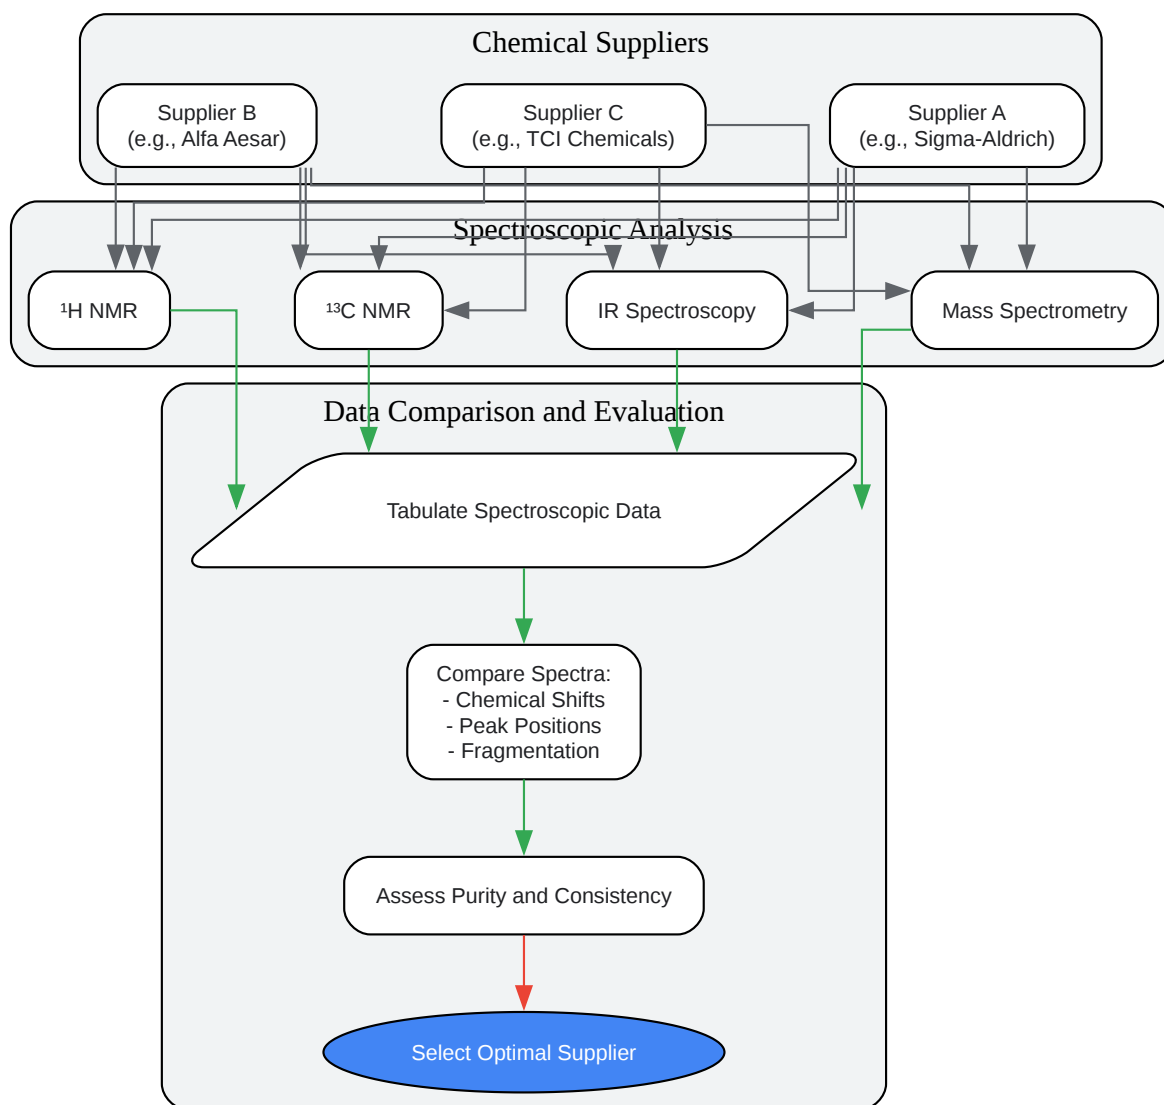 Chemical Suppliers
Supplier B
(e.g., Alfa Aesar)
Supplier C
(e.g., TCI Chemicals)
Supplier A
(e.g., Sigma-Aldrich)
Spectroscopic Analysis
¹H NMR
¹³C NMR
IR Spectroscopy
Mass Spectrometry
Data Comparison and Evaluation
Tabulate Spectroscopic Data
Compare Spectra:
- Chemical Shifts
- Peak Positions
- Fragmentation
Assess Purity and Consistency
Select Optimal Supplier